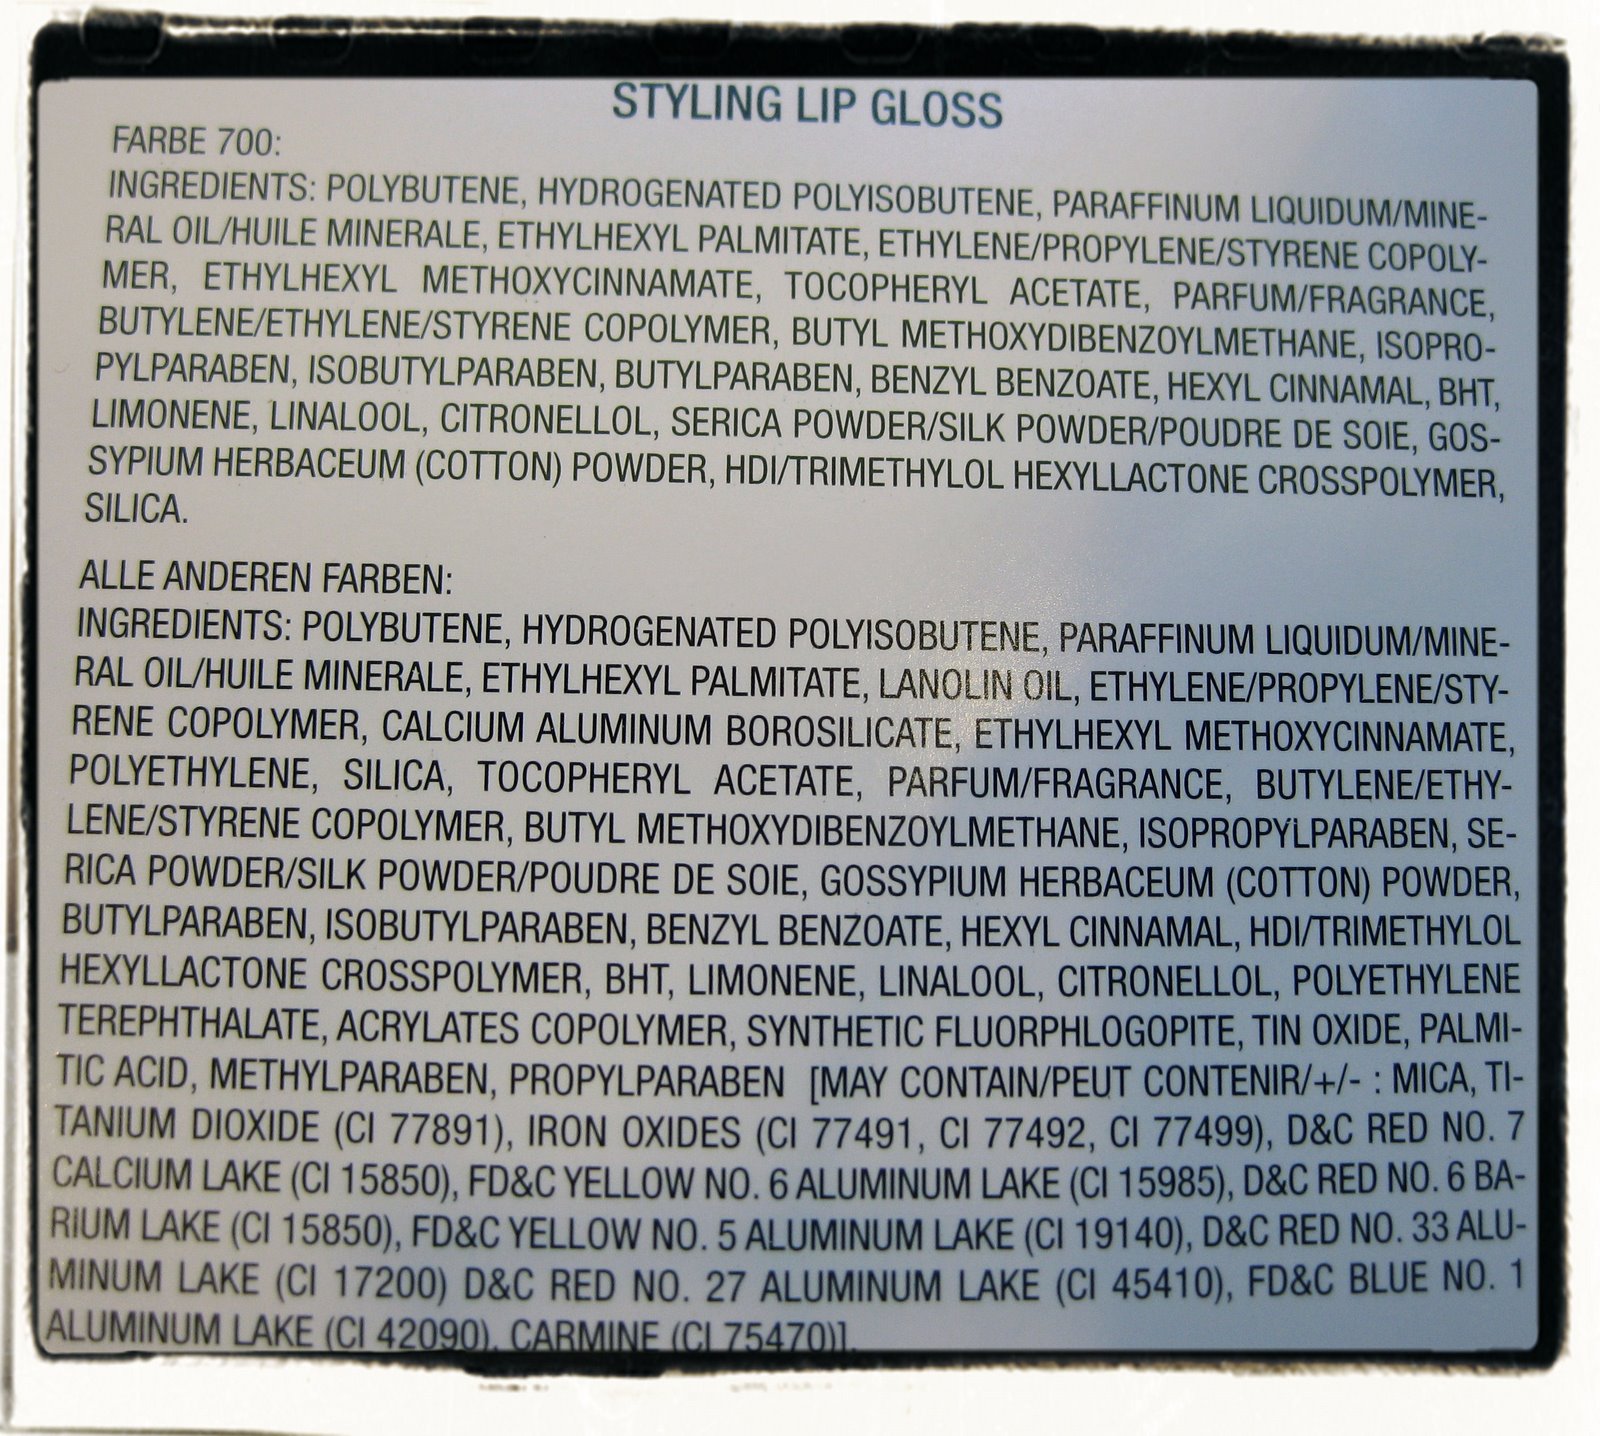 STYLING LIP GLOSS
FARBE 700:
INGREDIENTS: POLYBUTENE, HYDROGENATED POLYISOBUTENE, PARAFFINUM LIQUIDUM/MINE-
RAL OIL/HUILE MINERALE, ETHYLHEXYL PALMITATE, ETHYLENE/PROPYLENE/STYRENE COPOLY-
MER, ETHYLHEXYL METHOXYCINNAMATE, TOCOPHERYL ACETATE, PARFUM/FRAGRANCE,
BUTYLENE/ETHYLENE/STYRENE COPOLYMER, BUTYL METHOXYDIBENZOYLMETHANE, ISOPRO-
PYLPARABEN, ISOBUTYLPARABEN, BUTYLPARABEN, BENZYL BENZOATE, HEXYL CINNAMAL, BHT,
LIMONENE, LINALOOL, CITRONELLOL, SERICA POWDER/SILK POWDER/POUDRE DE SOIE, GOS-
SYPIUM HERBACEUM (COTTON) POWDER, HDI/TRIMETHYLOL HEXYLLACTONE CROSSPOLYMER,
SILICA.
ALLE ANDEREN FARBEN:
INGREDIENTS: POLYBUTENE, HYDROGENATED POLYISOBUTENE, PARAFFINUM LIQUIDUM/MINE-
RAL OIL/HUILE MINERALE, ETHYLHEXYL PALMITATE, LANOLIN OIL, ETHYLENE/PROPYLENE/STY-
RENE COPOLYMER, CALCIUM ALUMINUM BOROSILICATE, ETHYLHEXYL METHOXYCINNAMATE,
POLYETHYLENE, SILICA, TOCOPHERYL ACETATE, PARFUM/FRAGRANCE, BUTYLENE/ETHY-
LENE/STYRENE COPOLYMER, BUTYL METHOXYDIBENZOYLMETHANE, ISOPROPYLPARABEN, SE-
RICA POWDER/SILK POWDER/POUDRE DE SOIE, GOSSYPIUM HERBACEUM (COTTON) POWDER,
BUTYLPARABEN, ISOBUTYLPARABEN, BENZYL BENZOATE, HEXYL CINNAMAL, HDI/TRIMETHYLOL
HEXYLLACTONE CROSSPOLYMER, BHT, LIMONENE, LINALOOL, CITRONELLOL, POLYETHYLENE
TEREPHTHALATE, ACRYLATES COPOLYMER, SYNTHETIC FLUORPHLOGOPITE, TIN OXIDE, PALMI-
TIC ACID, METHYLPARABEN, PROPYLPARABEN [MAY CONTAIN/PEUT CONTENIR/+/- : MICA, TI-
TANIUM DIOXIDE (CI 77891), IRON OXIDES (CI 77491, CI 77492, CI 77499), D&C RED NO. 7
CALCIUM LAKE (CI 15850), FD&C YELLOW NO. 6 ALUMINUM LAKE (CI 15985), D&C RED NO. 6 BA-
RIUM LAKE (CI 15850), FD&C YELLOW NO. 5 ALUMINUM LAKE (CI 19140), D&C RED NO. 33 ALU-
MINUM LAKE (CI 17200) D&C RED NO. 27 ALUMINUM LAKE (CI 45410), FD&C BLUE NO. 1
ALUMINUM LAKE (CI 42090), CARMINE (CI 75470)].